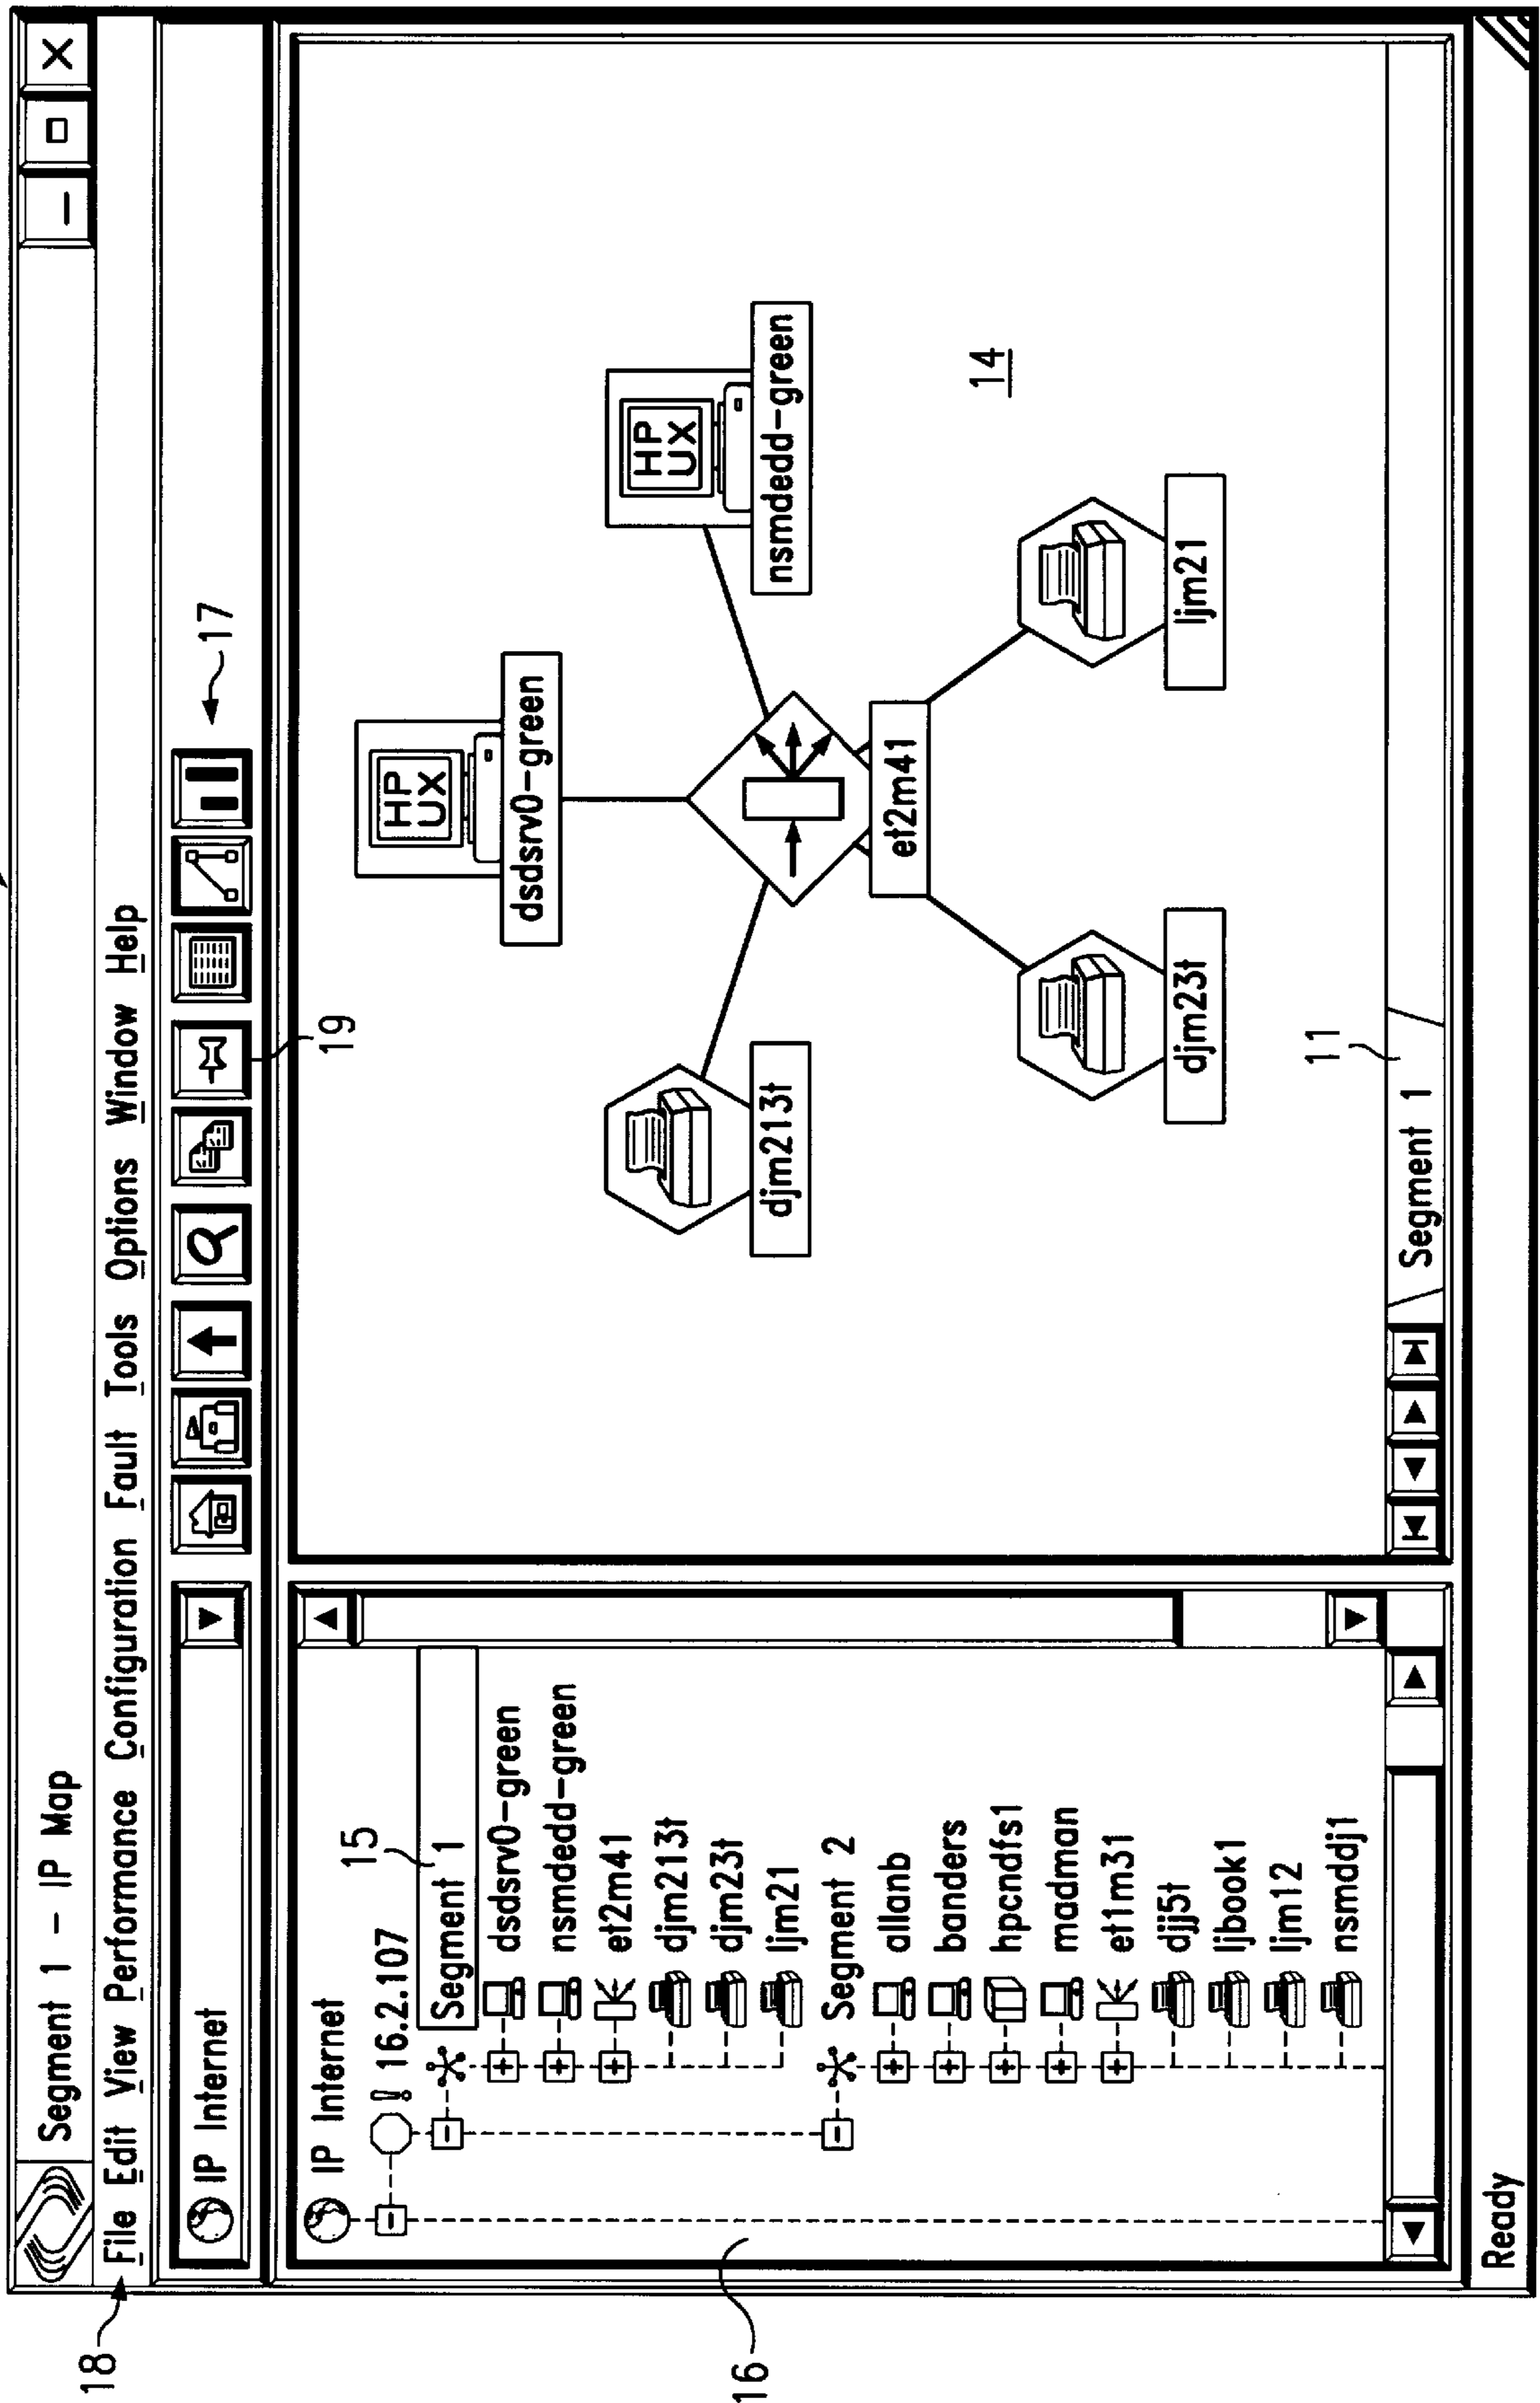 Segment 1 - IP Map
18
File Edit View Performance Configuration Fault Tools Options Window Help
IP Internet
17
19
IP Internet
16.2.107
15
Segment 1
dsdsrv0-green
nsmdedd-green
et2m41
djm213t
djm23t
ljm21
Segment 2
allanb
banders
hpcndfs1
madman
et1m31
djj5t
ljbook1
ljm12
nsmddj1
16
HP
UX
dsdsrv0-green
HP
UX
nsmdedd-green
djm213t
et2m41
14
djm23t
ljm21
11
Segment 1
Ready